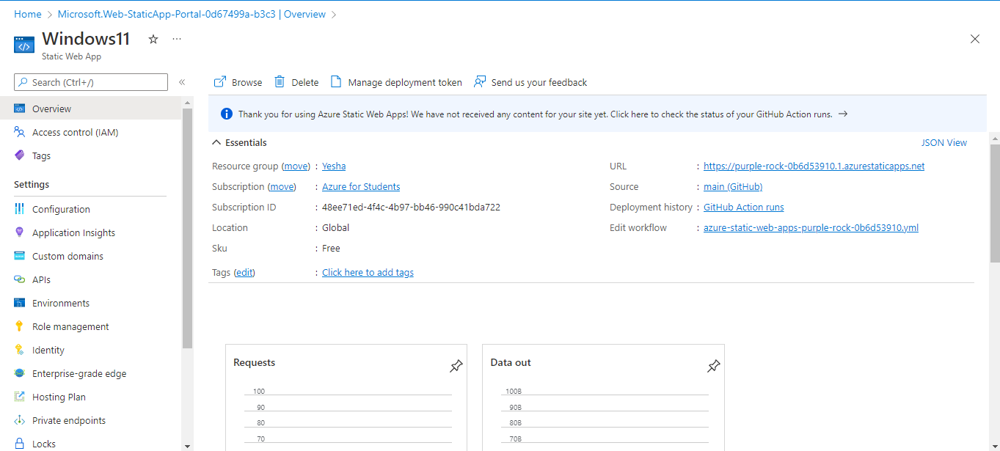 Home > Microsoft.Web-StaticApp-Portal-0d67499a-b3c3 | Overview >
Windows11
Static Web App
Search (Ctrl+/)
Overview
Access control (IAM)
Tags
Settings
Configuration
Application Insights
Custom domains
APIs
Environments
Role management
Identity
Enterprise-grade edge
Hosting Plan
Private endpoints
Locks
Browse Delete Manage deployment token Send us your feedback
Thank you for using Azure Static Web Apps! We have not received any content for your site yet. Click here to check the status of your GitHub Action runs. →
Essentials JSON View
Resource group (move) : Yesha
Subscription (move) : Azure for Students
Subscription ID : 48ee71ed-4f4c-4b97-bb46-990c41bda722
Location : Global
Sku : Free
Tags (edit) : Click here to add tags
URL : https://purple-rock-0b6d53910.1.azurestaticapps.net
Source : main (GitHub)
Deployment history : GitHub Action runs
Edit workflow : azure-static-web-apps-purple-rock-0b6d53910.yml
Requests
100
90
80
70
Data out
100B
90B
80B
70B